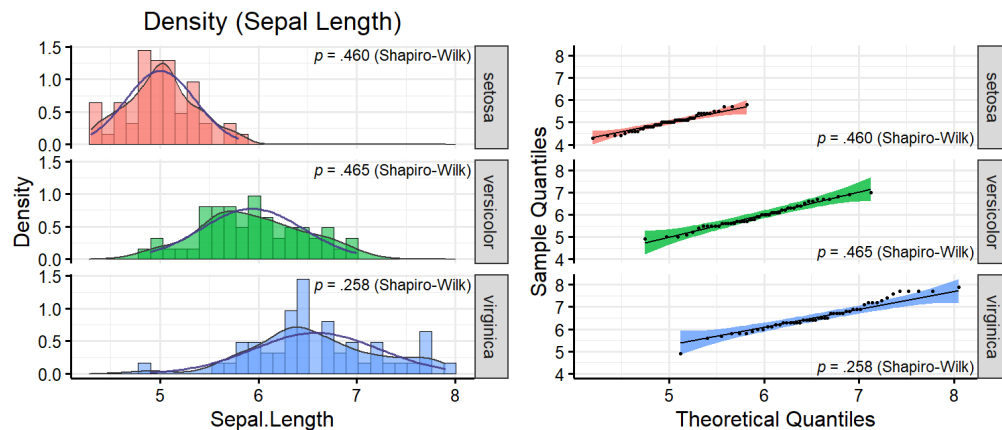 Density (Sepal Length)
Density
1.5
1.0
0.5
0.0
p = .460 (Shapiro-Wilk)
setosa
1.5
1.0
0.5
0.0
p = .465 (Shapiro-Wilk)
versicolor
1.5
1.0
0.5
0.0
p = .258 (Shapiro-Wilk)
virginica
5 6 7 8
Sepal.Length
Sample Quantiles
8
7
6
5
4
p = .460 (Shapiro-Wilk)
setosa
8
7
6
5
4
p = .465 (Shapiro-Wilk)
versicolor
8
7
6
5
4
p = .258 (Shapiro-Wilk)
virginica
5 6 7 8
Theoretical Quantiles